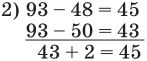 2) 93 − 48 = 45
93 − 50 = 43
43 + 2 = 45